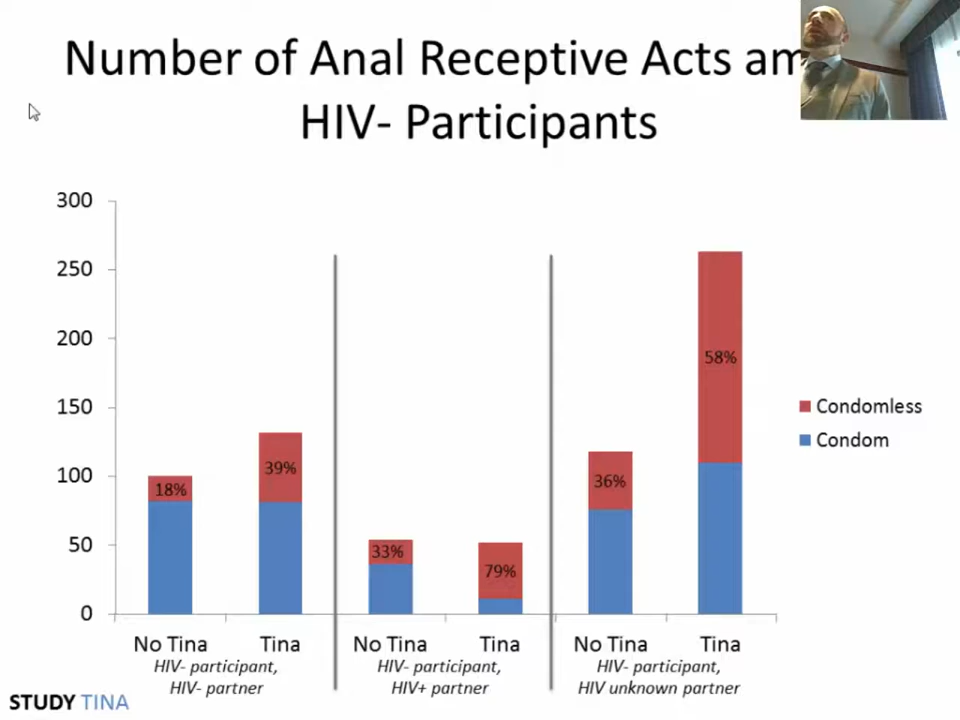 Number of Anal Receptive Acts am
HIV- Participants
300
250
200
150
100
50
0
18%
39%
33%
79%
36%
58%
Condomless
Condom
No Tina
Tina
No Tina
Tina
No Tina
Tina
HIV- participant,
HIV- partner
HIV- participant,
HIV+ partner
HIV- participant,
HIV unknown partner
STUDY TINA